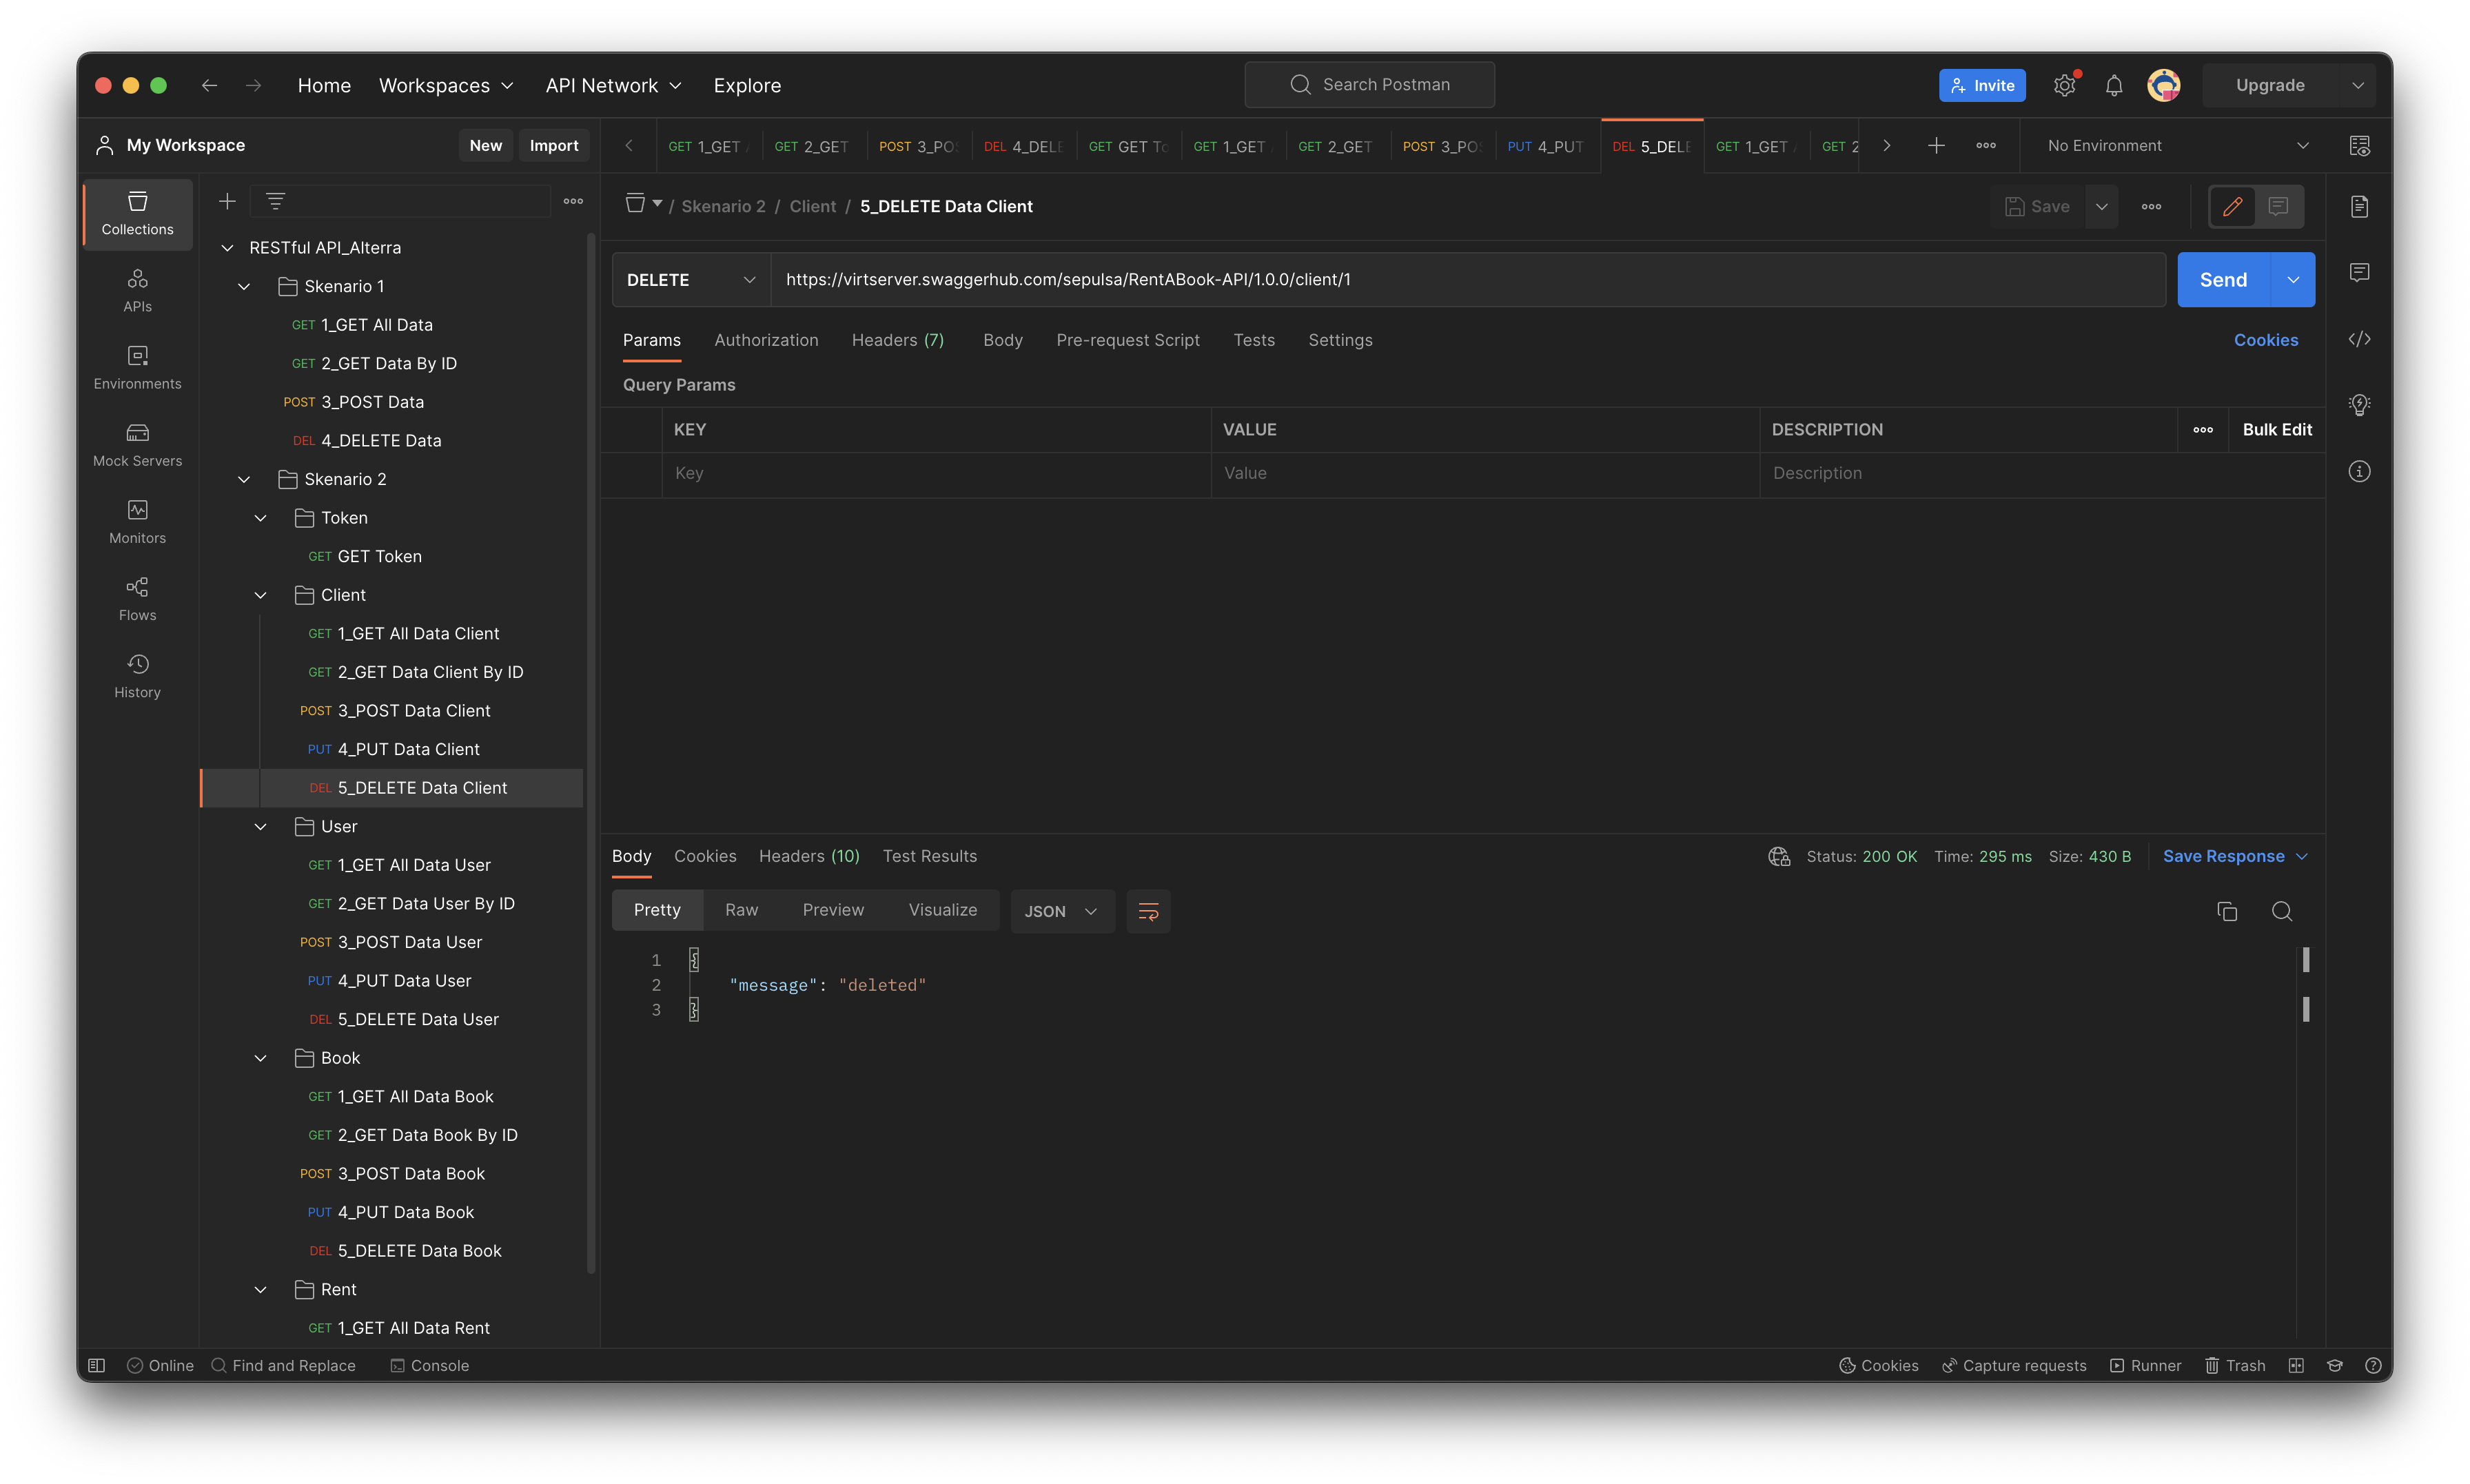 Home Workspaces API Network Explore Search Postman Invite Upgrade
My Workspace New Import
GET 1_GET GET 2_GET POST 3_POS DEL 4_DELE GET GET To GET 1_GET GET 2_GET POST 3_POS PUT 4_PUT DEL 5_DELE GET 1_GET GET 2 No Environment
Collections
APIs
Environments
Mock Servers
Monitors
Flows
History
RESTful API_Alterra
Skenario 1
GET 1_GET All Data
GET 2_GET Data By ID
POST 3_POST Data
DEL 4_DELETE Data
Skenario 2
Token
GET GET Token
Client
GET 1_GET All Data Client
GET 2_GET Data Client By ID
POST 3_POST Data Client
PUT 4_PUT Data Client
DEL 5_DELETE Data Client
User
GET 1_GET All Data User
GET 2_GET Data User By ID
POST 3_POST Data User
PUT 4_PUT Data User
DEL 5_DELETE Data User
Book
GET 1_GET All Data Book
GET 2_GET Data Book By ID
POST 3_POST Data Book
PUT 4_PUT Data Book
DEL 5_DELETE Data Book
Rent
GET 1_GET All Data Rent
/ Skenario 2 / Client / 5_DELETE Data Client Save
DELETE https://virtserver.swaggerhub.com/sepulsa/RentABook-API/1.0.0/client/1 Send
Params Authorization Headers (7) Body Pre-request Script Tests Settings Cookies
Query Params
KEY VALUE DESCRIPTION Bulk Edit
Key Value Description
Body Cookies Headers (10) Test Results Status: 200 OK Time: 295 ms Size: 430 B Save Response
Pretty Raw Preview Visualize JSON
1 {
2 "message": "deleted"
3 }
Online Find and Replace Console Cookies Capture requests Runner Trash